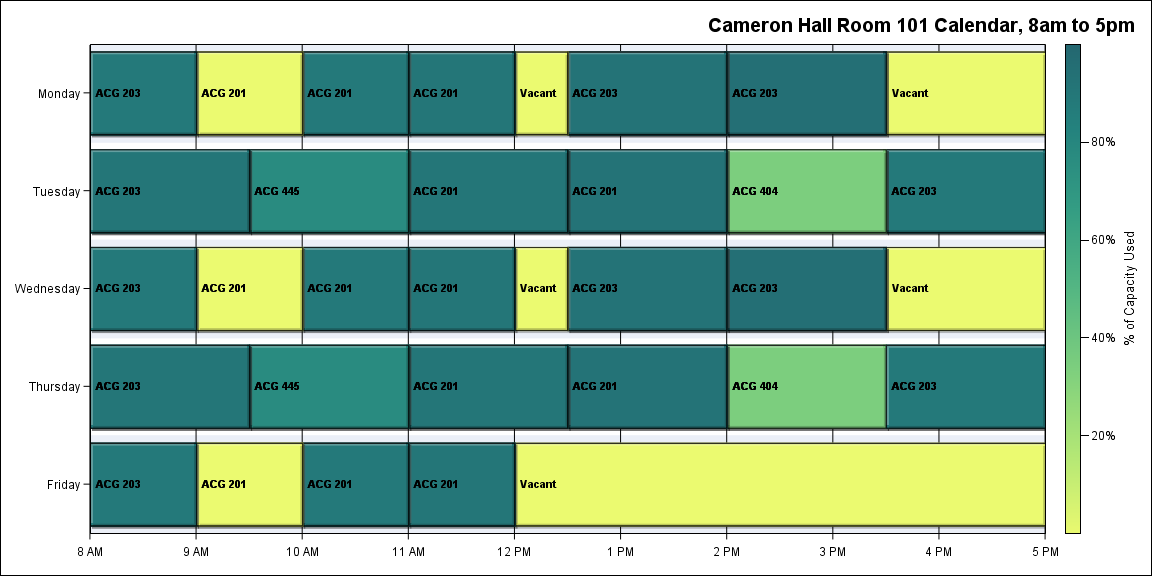 Cameron Hall Room 101 Calendar, 8am to 5pm
Monday
ACG 203
ACG 201
ACG 201
ACG 201
Vacant
ACG 203
ACG 203
Vacant
Tuesday
ACG 203
ACG 445
ACG 201
ACG 201
ACG 404
ACG 203
Wednesday
ACG 203
ACG 201
ACG 201
ACG 201
Vacant
ACG 203
ACG 203
Vacant
Thursday
ACG 203
ACG 445
ACG 201
ACG 201
ACG 404
ACG 203
Friday
ACG 203
ACG 201
ACG 201
ACG 201
Vacant
8 AM
9 AM
10 AM
11 AM
12 PM
1 PM
2 PM
3 PM
4 PM
5 PM
80%
60%
40%
20%
% of Capacity Used